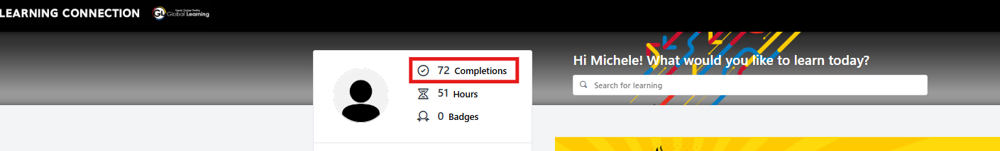 LEARNING CONNECTION
GL Global Learning
72 Completions
51 Hours
0 Badges
Hi Michele! What would you like to learn today?
Search for learning